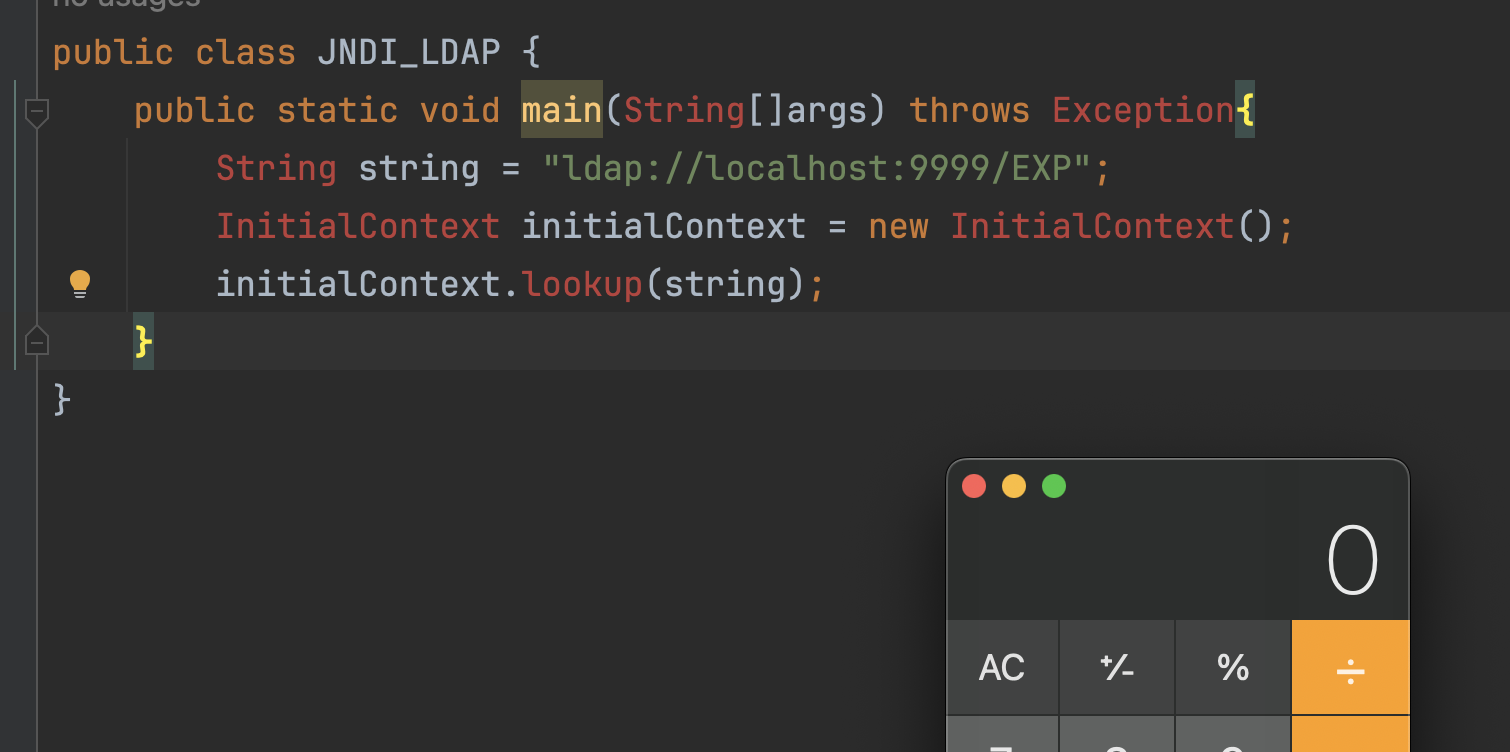 no usages
public class JNDI_LDAP {
public static void main(String[]args) throws Exception{
String string = "ldap://localhost:9999/EXP";
InitialContext initialContext = new InitialContext();
initialContext.lookup(string);
}
}
0
AC ⁺∕₋ % ÷